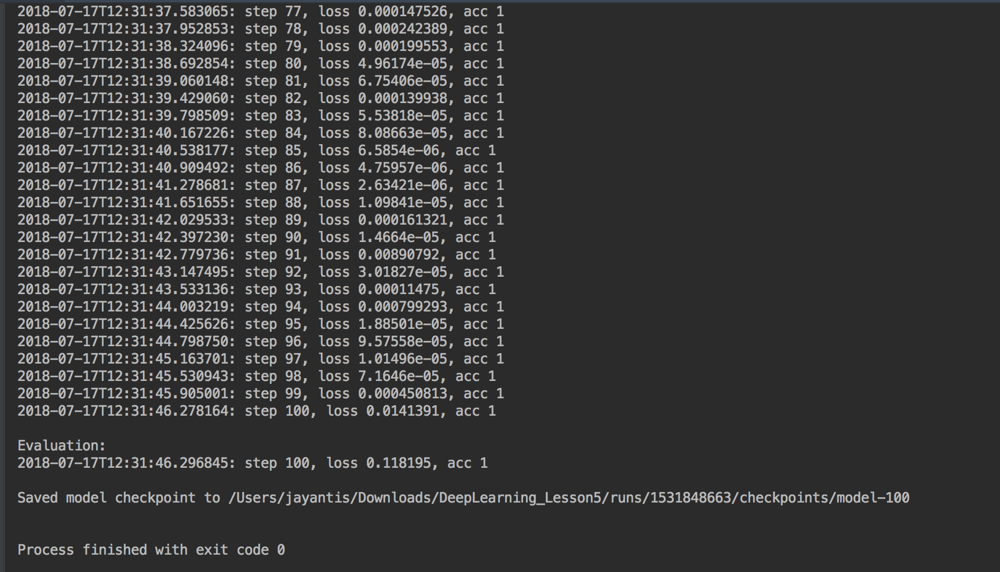 2018-07-17T12:31:37.583065: step 77, loss 0.000147526, acc 1
2018-07-17T12:31:37.952853: step 78, loss 0.000242389, acc 1
2018-07-17T12:31:38.324096: step 79, loss 0.000199553, acc 1
2018-07-17T12:31:38.692854: step 80, loss 4.96174e-05, acc 1
2018-07-17T12:31:39.060148: step 81, loss 6.75406e-05, acc 1
2018-07-17T12:31:39.429060: step 82, loss 0.000139938, acc 1
2018-07-17T12:31:39.798509: step 83, loss 5.53818e-05, acc 1
2018-07-17T12:31:40.167226: step 84, loss 8.08663e-05, acc 1
2018-07-17T12:31:40.538177: step 85, loss 6.5854e-06, acc 1
2018-07-17T12:31:40.909492: step 86, loss 4.75957e-06, acc 1
2018-07-17T12:31:41.278681: step 87, loss 2.63421e-06, acc 1
2018-07-17T12:31:41.651655: step 88, loss 1.09841e-05, acc 1
2018-07-17T12:31:42.029533: step 89, loss 0.000161321, acc 1
2018-07-17T12:31:42.397230: step 90, loss 1.4664e-05, acc 1
2018-07-17T12:31:42.779736: step 91, loss 0.00890792, acc 1
2018-07-17T12:31:43.147495: step 92, loss 3.01827e-05, acc 1
2018-07-17T12:31:43.533136: step 93, loss 0.00011475, acc 1
2018-07-17T12:31:44.003219: step 94, loss 0.000799293, acc 1
2018-07-17T12:31:44.425626: step 95, loss 1.88501e-05, acc 1
2018-07-17T12:31:44.798750: step 96, loss 9.57558e-05, acc 1
2018-07-17T12:31:45.163701: step 97, loss 1.01496e-05, acc 1
2018-07-17T12:31:45.530943: step 98, loss 7.1646e-05, acc 1
2018-07-17T12:31:45.905001: step 99, loss 0.000450813, acc 1
2018-07-17T12:31:46.278164: step 100, loss 0.0141391, acc 1
Evaluation:
2018-07-17T12:31:46.296845: step 100, loss 0.118195, acc 1
Saved model checkpoint to /Users/jayantis/Downloads/DeepLearning_Lesson5/runs/1531848663/checkpoints/model-100
Process finished with exit code 0